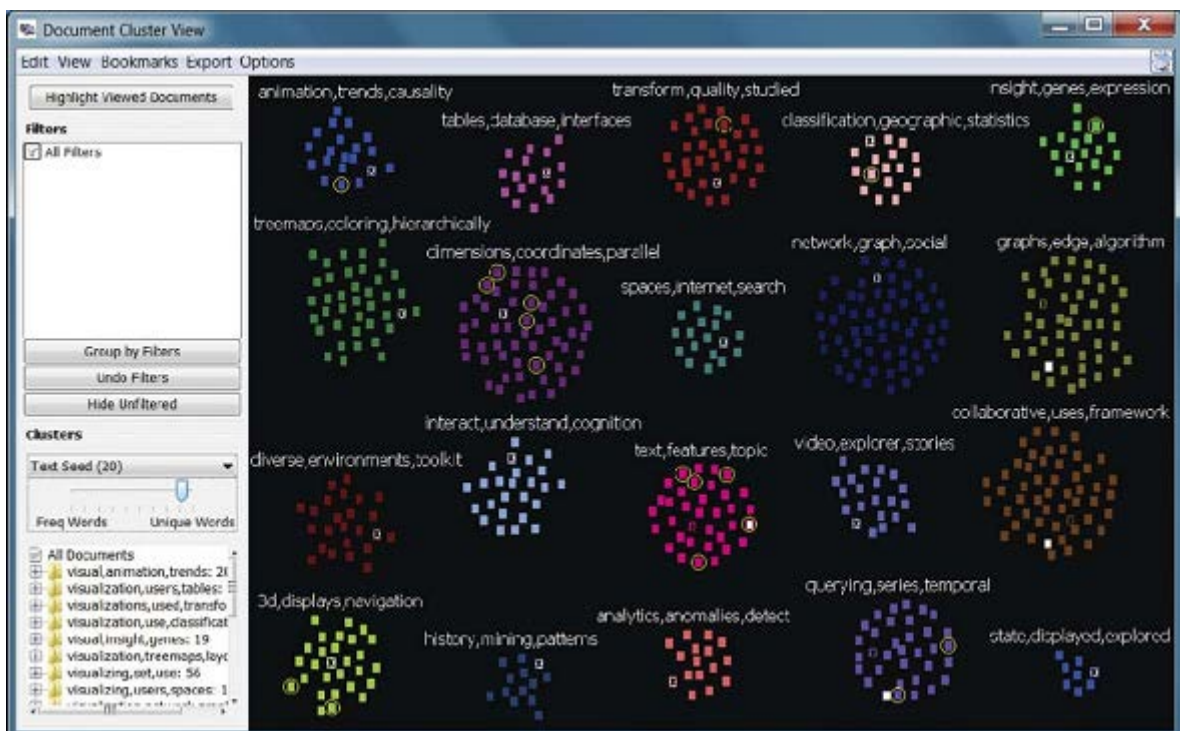 Document Cluster View
Edit View Bookmarks Export Options
Highlight Viewed Documents
Filters
All Filters
Group by Filters
Undo Filters
Hide Unfiltered
Clusters
Text Seed (20)
Freq Words Unique Words
All Documents
visual,animation,trends: 2
visualization,users,tables:
visualizations,used,transfo
visualization,use,classificat
visual,insight,genes: 19
visualization,treemaps,layc
visualizing,set,use: 56
visualizing,users,spaces: 1
animation,trends,causality
transform,quality,studied
nsight,genes,expression
tables,database,interfaces
classification,geographic,statistics
treemaps,coloring,hierarchically
dimensions,coordinates,parallel
network,graph,social
graphs,edge,algorithm
spaces,internet,search
collaborative,uses,framework
interact,understand,cognition
diverse,environments,toolkit
text,features,topic
video,explorer,stories
3d,displays,navigation
querying,series,temporal
history,mining,patterns
analytics,anomalies,detect
state,displayed,explored